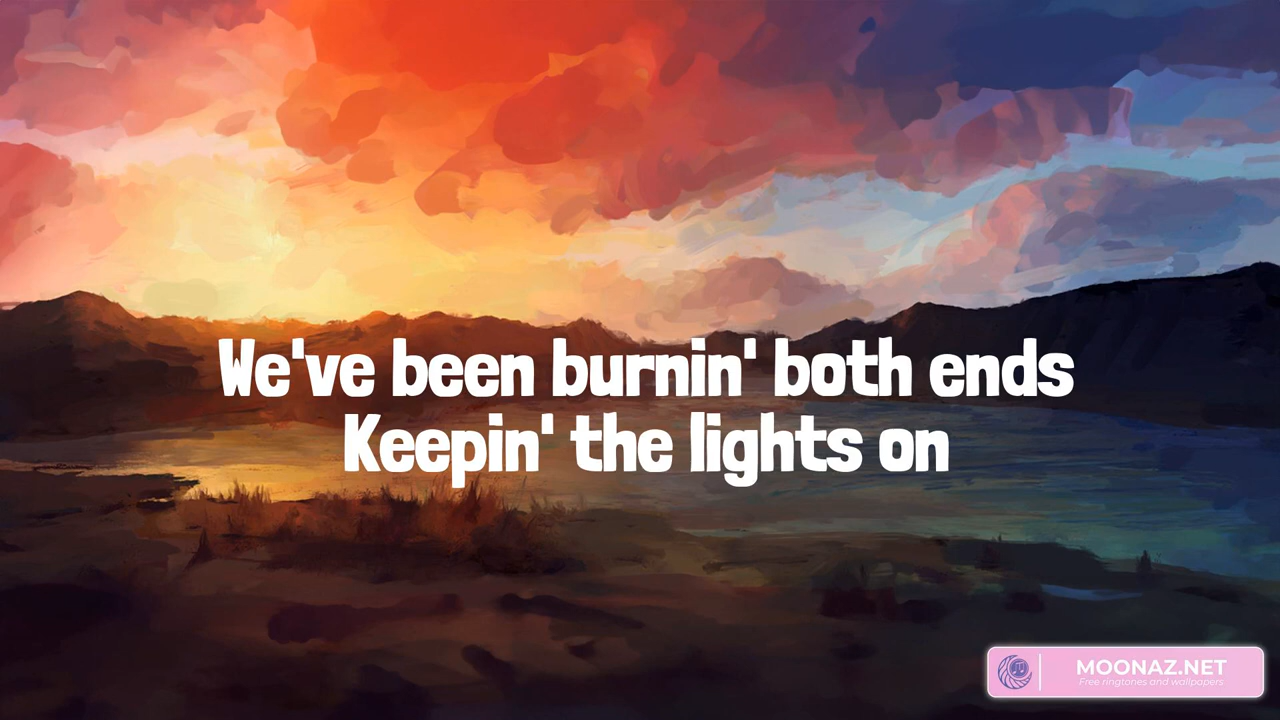 We've been burnin' both ends
Keepin' the lights on
MOONAZ.NET
Free ringtones and wallpapers